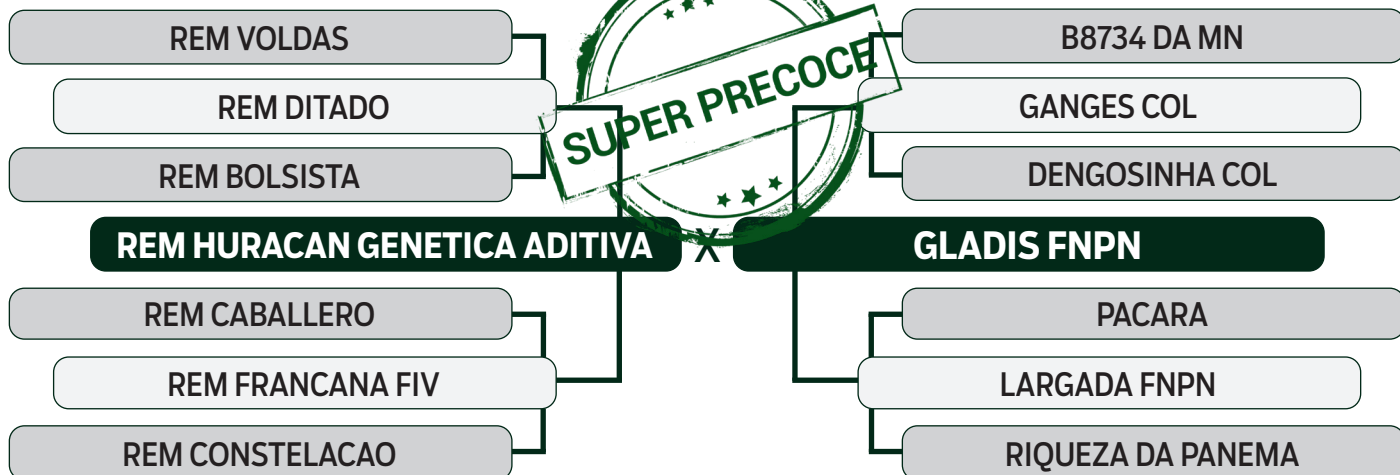 REM VOLDAS
REM DITADO
REM BOLSISTA
REM HURACAN GENETICA ADITIVA
X
GLADIS FNPN
REM CABALLERO
REM FRANCANA FIV
REM CONSTELACAO
SUPER PRECOCE
B8734 DA MN
GANGES COL
DENGOSINHA COL
PACARA
LARGADA FNPN
RIQUEZA DA PANEMA